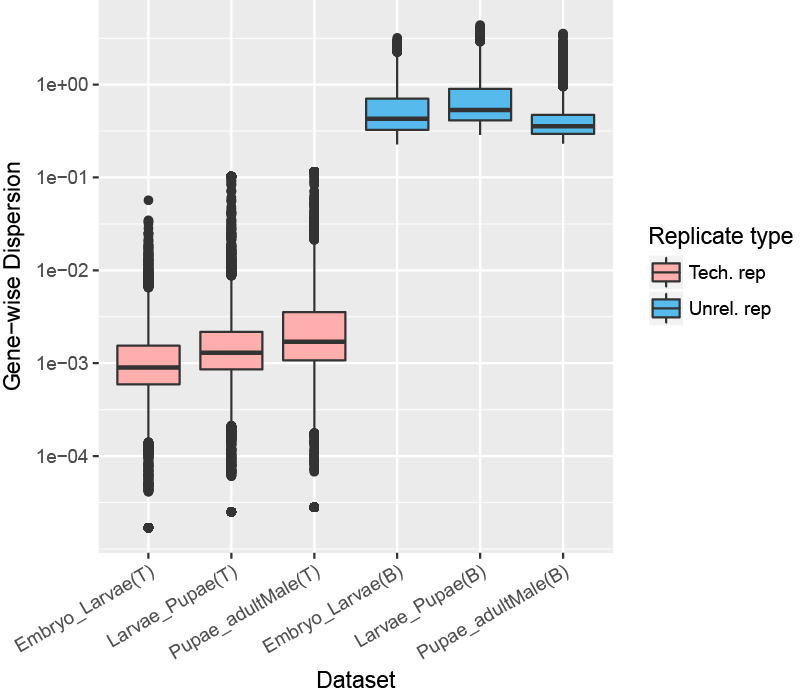 Gene−wise Dispersion
1e+00
1e−01
1e−02
1e−03
1e−04
Embryo_Larvae(T)
Larvae_Pupae(T)
Pupae_adultMale(T)
Embryo_Larvae(B)
Larvae_Pupae(B)
Pupae_adultMale(B)
Dataset
Replicate type
Tech. rep
Unrel. rep